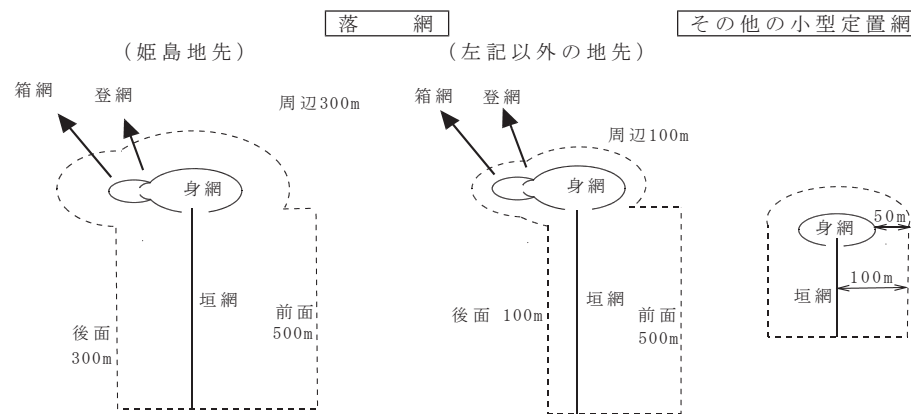 落　　網
その他の小型定置網
(姫島地先)
(左記以外の地先)
箱網
登網
周辺300m
身網
垣網
後面
300m
前面
500m
箱網
登網
周辺100m
身網
垣網
後面 100m
前面
500m
身網
50m
垣網
100m